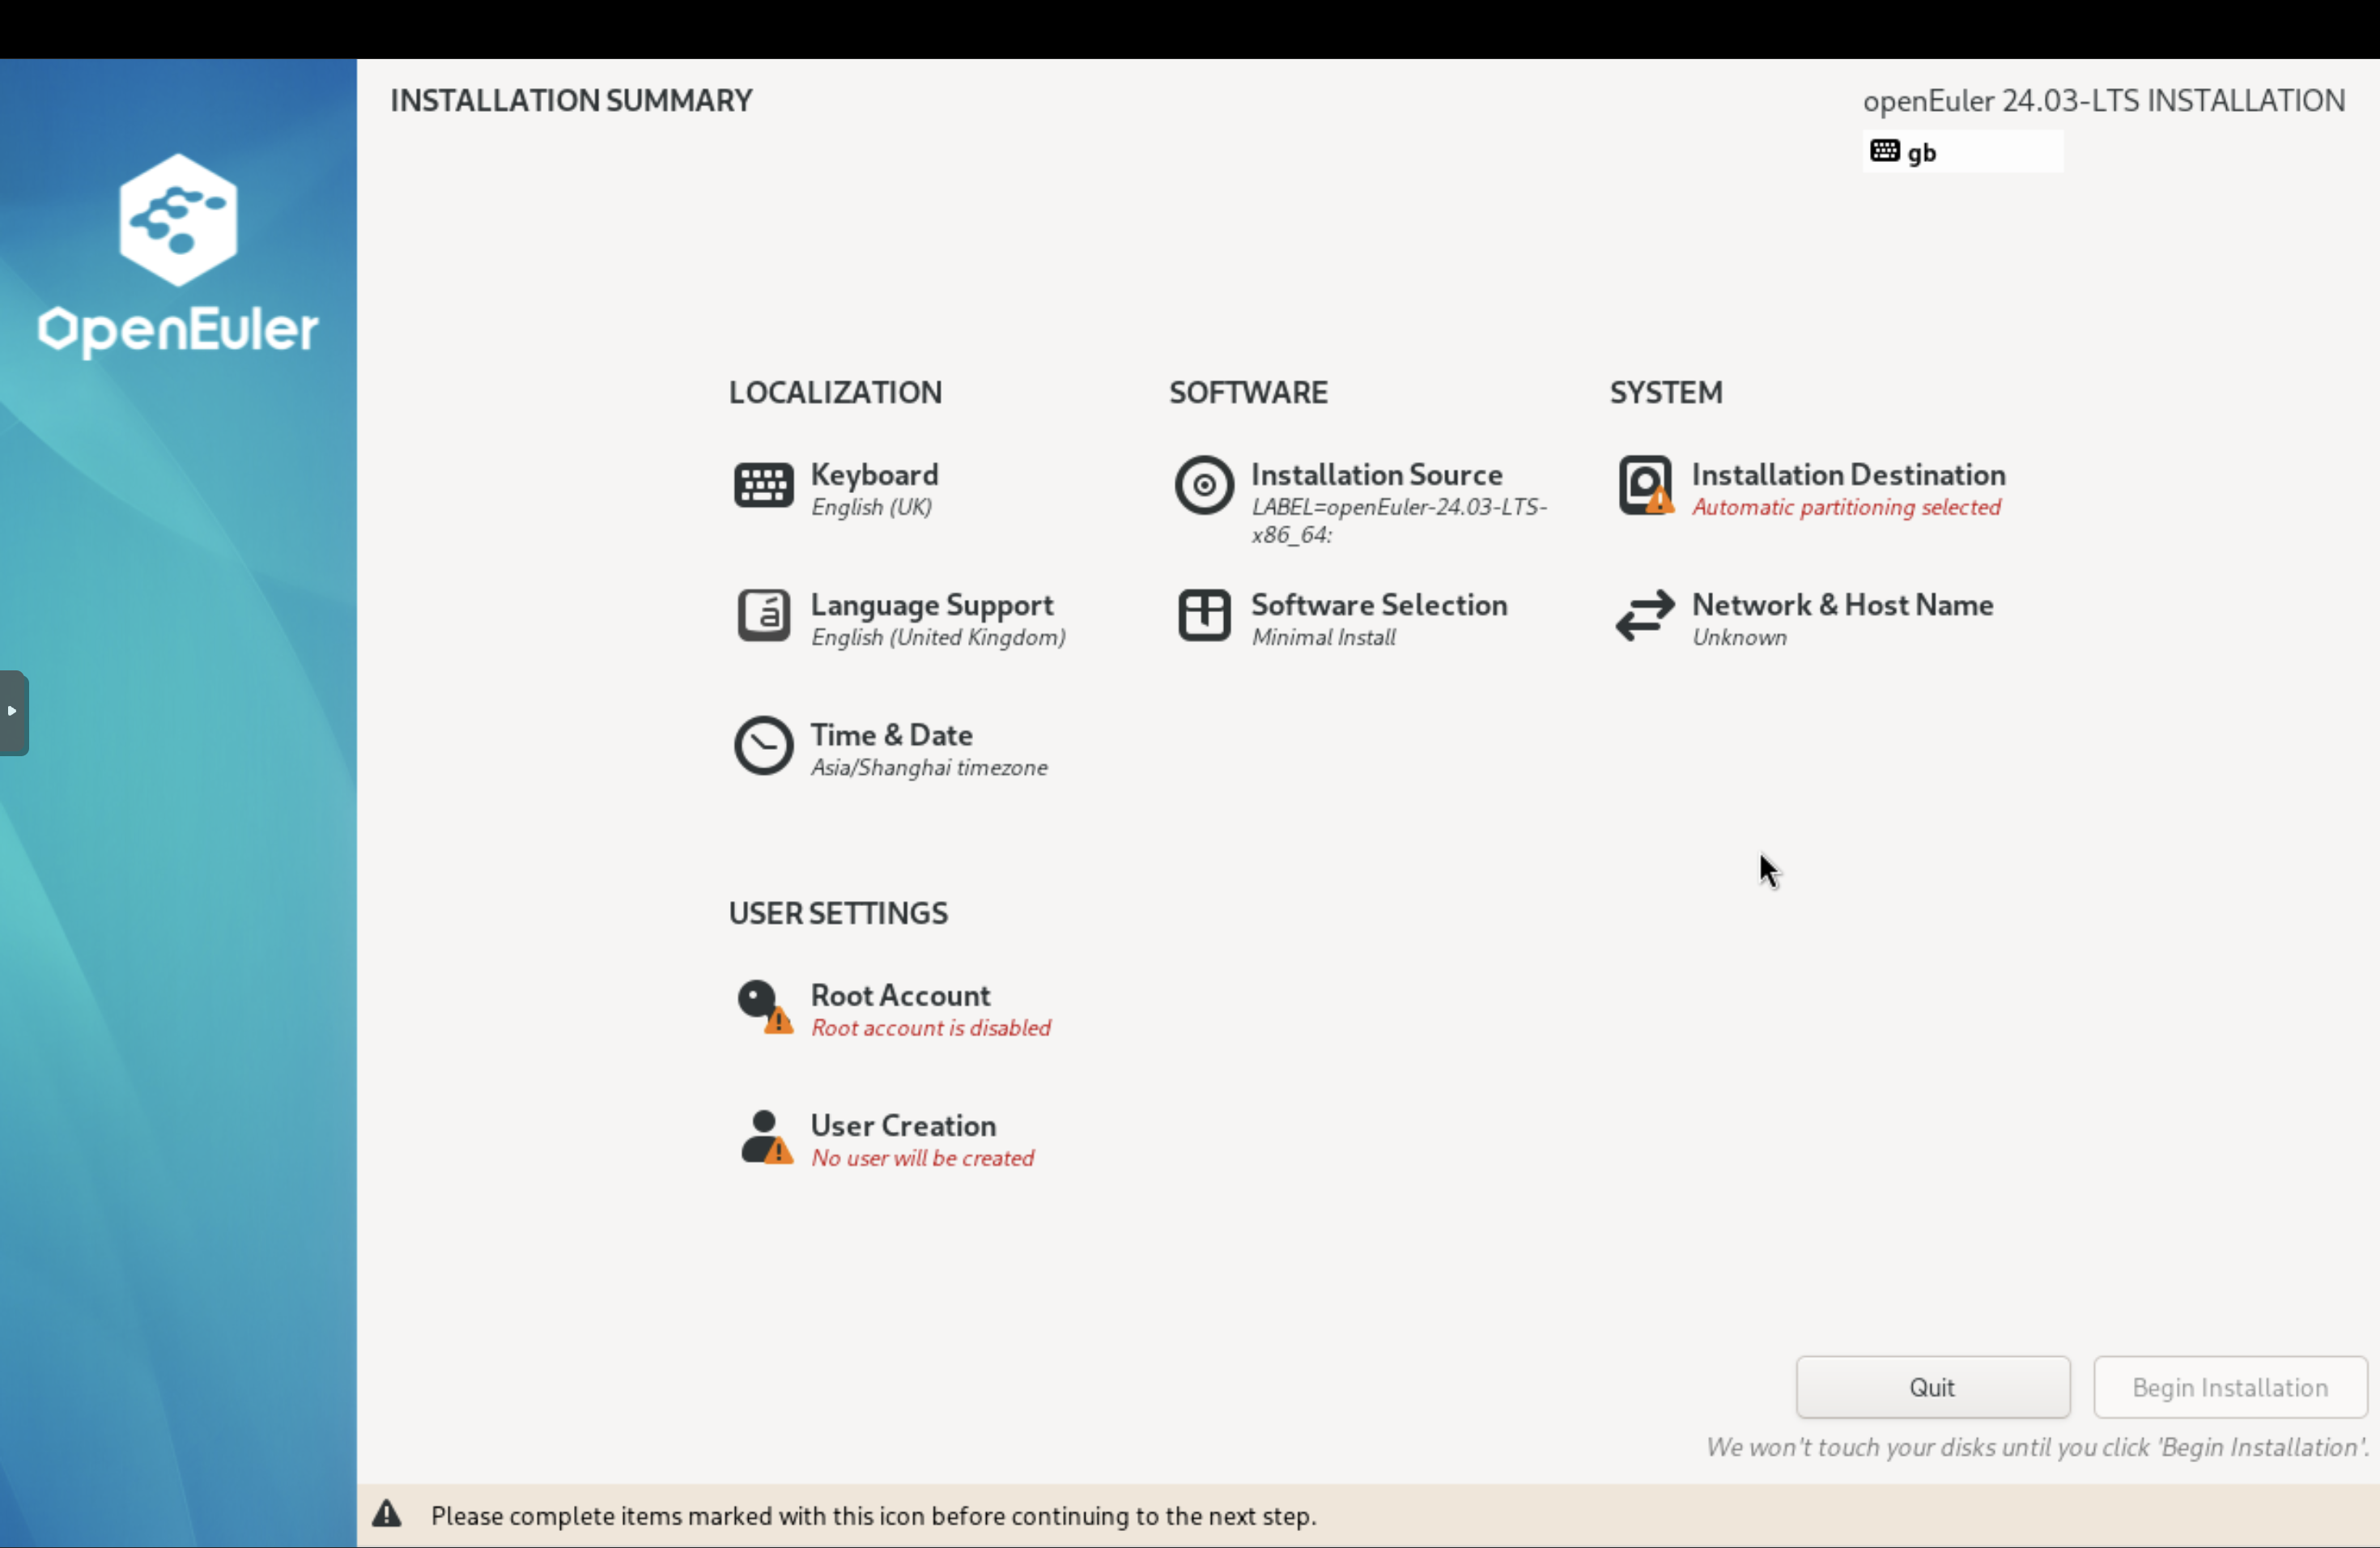 INSTALLATION SUMMARY
openEuler 24.03-LTS INSTALLATION
gb
OpenEuler
LOCALIZATION
Keyboard
English (UK)
Language Support
English (United Kingdom)
Time & Date
Asia/Shanghai timezone
SOFTWARE
Installation Source
LABEL=openEuler-24.03-LTS-
x86_64:
Software Selection
Minimal Install
SYSTEM
Installation Destination
Automatic partitioning selected
Network & Host Name
Unknown
USER SETTINGS
Root Account
Root account is disabled
User Creation
No user will be created
Quit
Begin Installation
We won't touch your disks until you click 'Begin Installation'.
Please complete items marked with this icon before continuing to the next step.